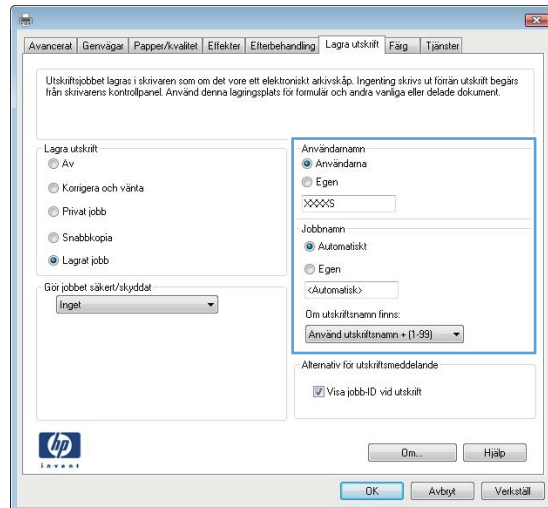 Avancerat Genvägar Papper/kvalitet Effekter Efterbehandling Lagra utskrift Färg Tjänster
Utskriftsjobbet lagras i skrivaren som om det vore ett elektroniskt arkivskåp. Ingenting skrivs ut förrän utskrift begärs
från skrivarens kontrollpanel. Använd denna lagringsplats för formulär och andra vanliga eller delade dokument.
Lagra utskrift
Av
Korrigera och vänta
Privat jobb
Snabbkopia
Lagrat jobb
Gör jobbet säkert/skyddat
Inget
Användarnamn
Användarna
Egen
XXXXS
Jobbnamn
Automatiskt
Egen
<Automatisk>
Om utskriftsnamn finns:
Använd utskriftsnamn + (1-99)
Alternativ för utskriftsmeddelande
Visa jobb-ID vid utskrift
hp
invent
Om... Hjälp
OK Avbryt Verkställ